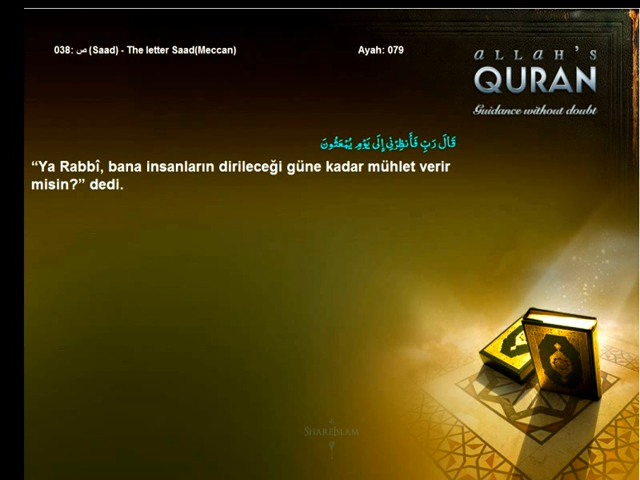 038: ص (Saad) - The letter Saad(Meccan) Ayah: 079
ALLAH'S
QURAN
Guidance without doubt
قَالَ رَبِّ فَأَنظِرْنِي إِلَى يَوْمِ يُبْعَثُونَ
“Ya Rabbî, bana insanların dirileceği güne kadar mühlet verir
misin?” dedi.
SHAREISLAM